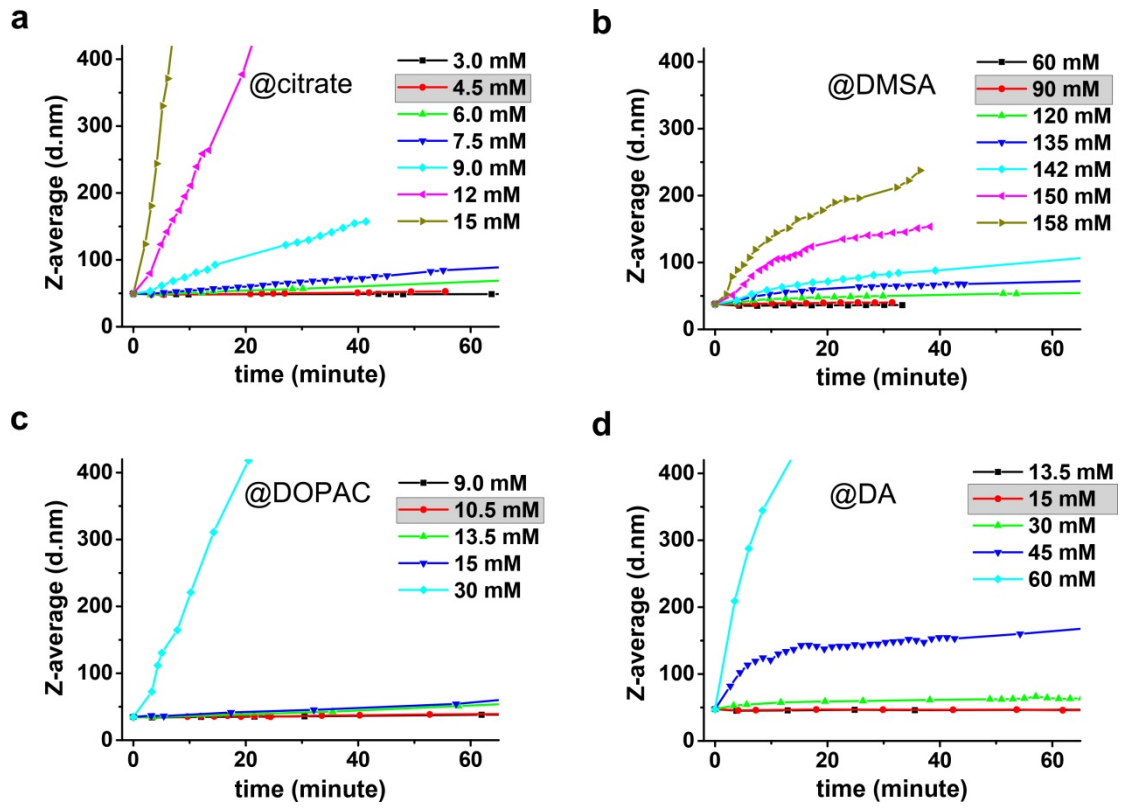 a
Z-average (d.nm)
400
300
200
100
0
0
20
40
60
time (minute)
@citrate
3.0 mM
4.5 mM
6.0 mM
7.5 mM
9.0 mM
12 mM
15 mM
b
Z-average (d.nm)
400
300
200
100
0
0
20
40
60
time (minute)
@DMSA
60 mM
90 mM
120 mM
135 mM
142 mM
150 mM
158 mM
c
Z-average (d.nm)
400
300
200
100
0
0
20
40
60
time (minute)
@DOPAC
9.0 mM
10.5 mM
13.5 mM
15 mM
30 mM
d
Z-average (d.nm)
400
300
200
100
0
0
20
40
60
time (minute)
@DA
13.5 mM
15 mM
30 mM
45 mM
60 mM